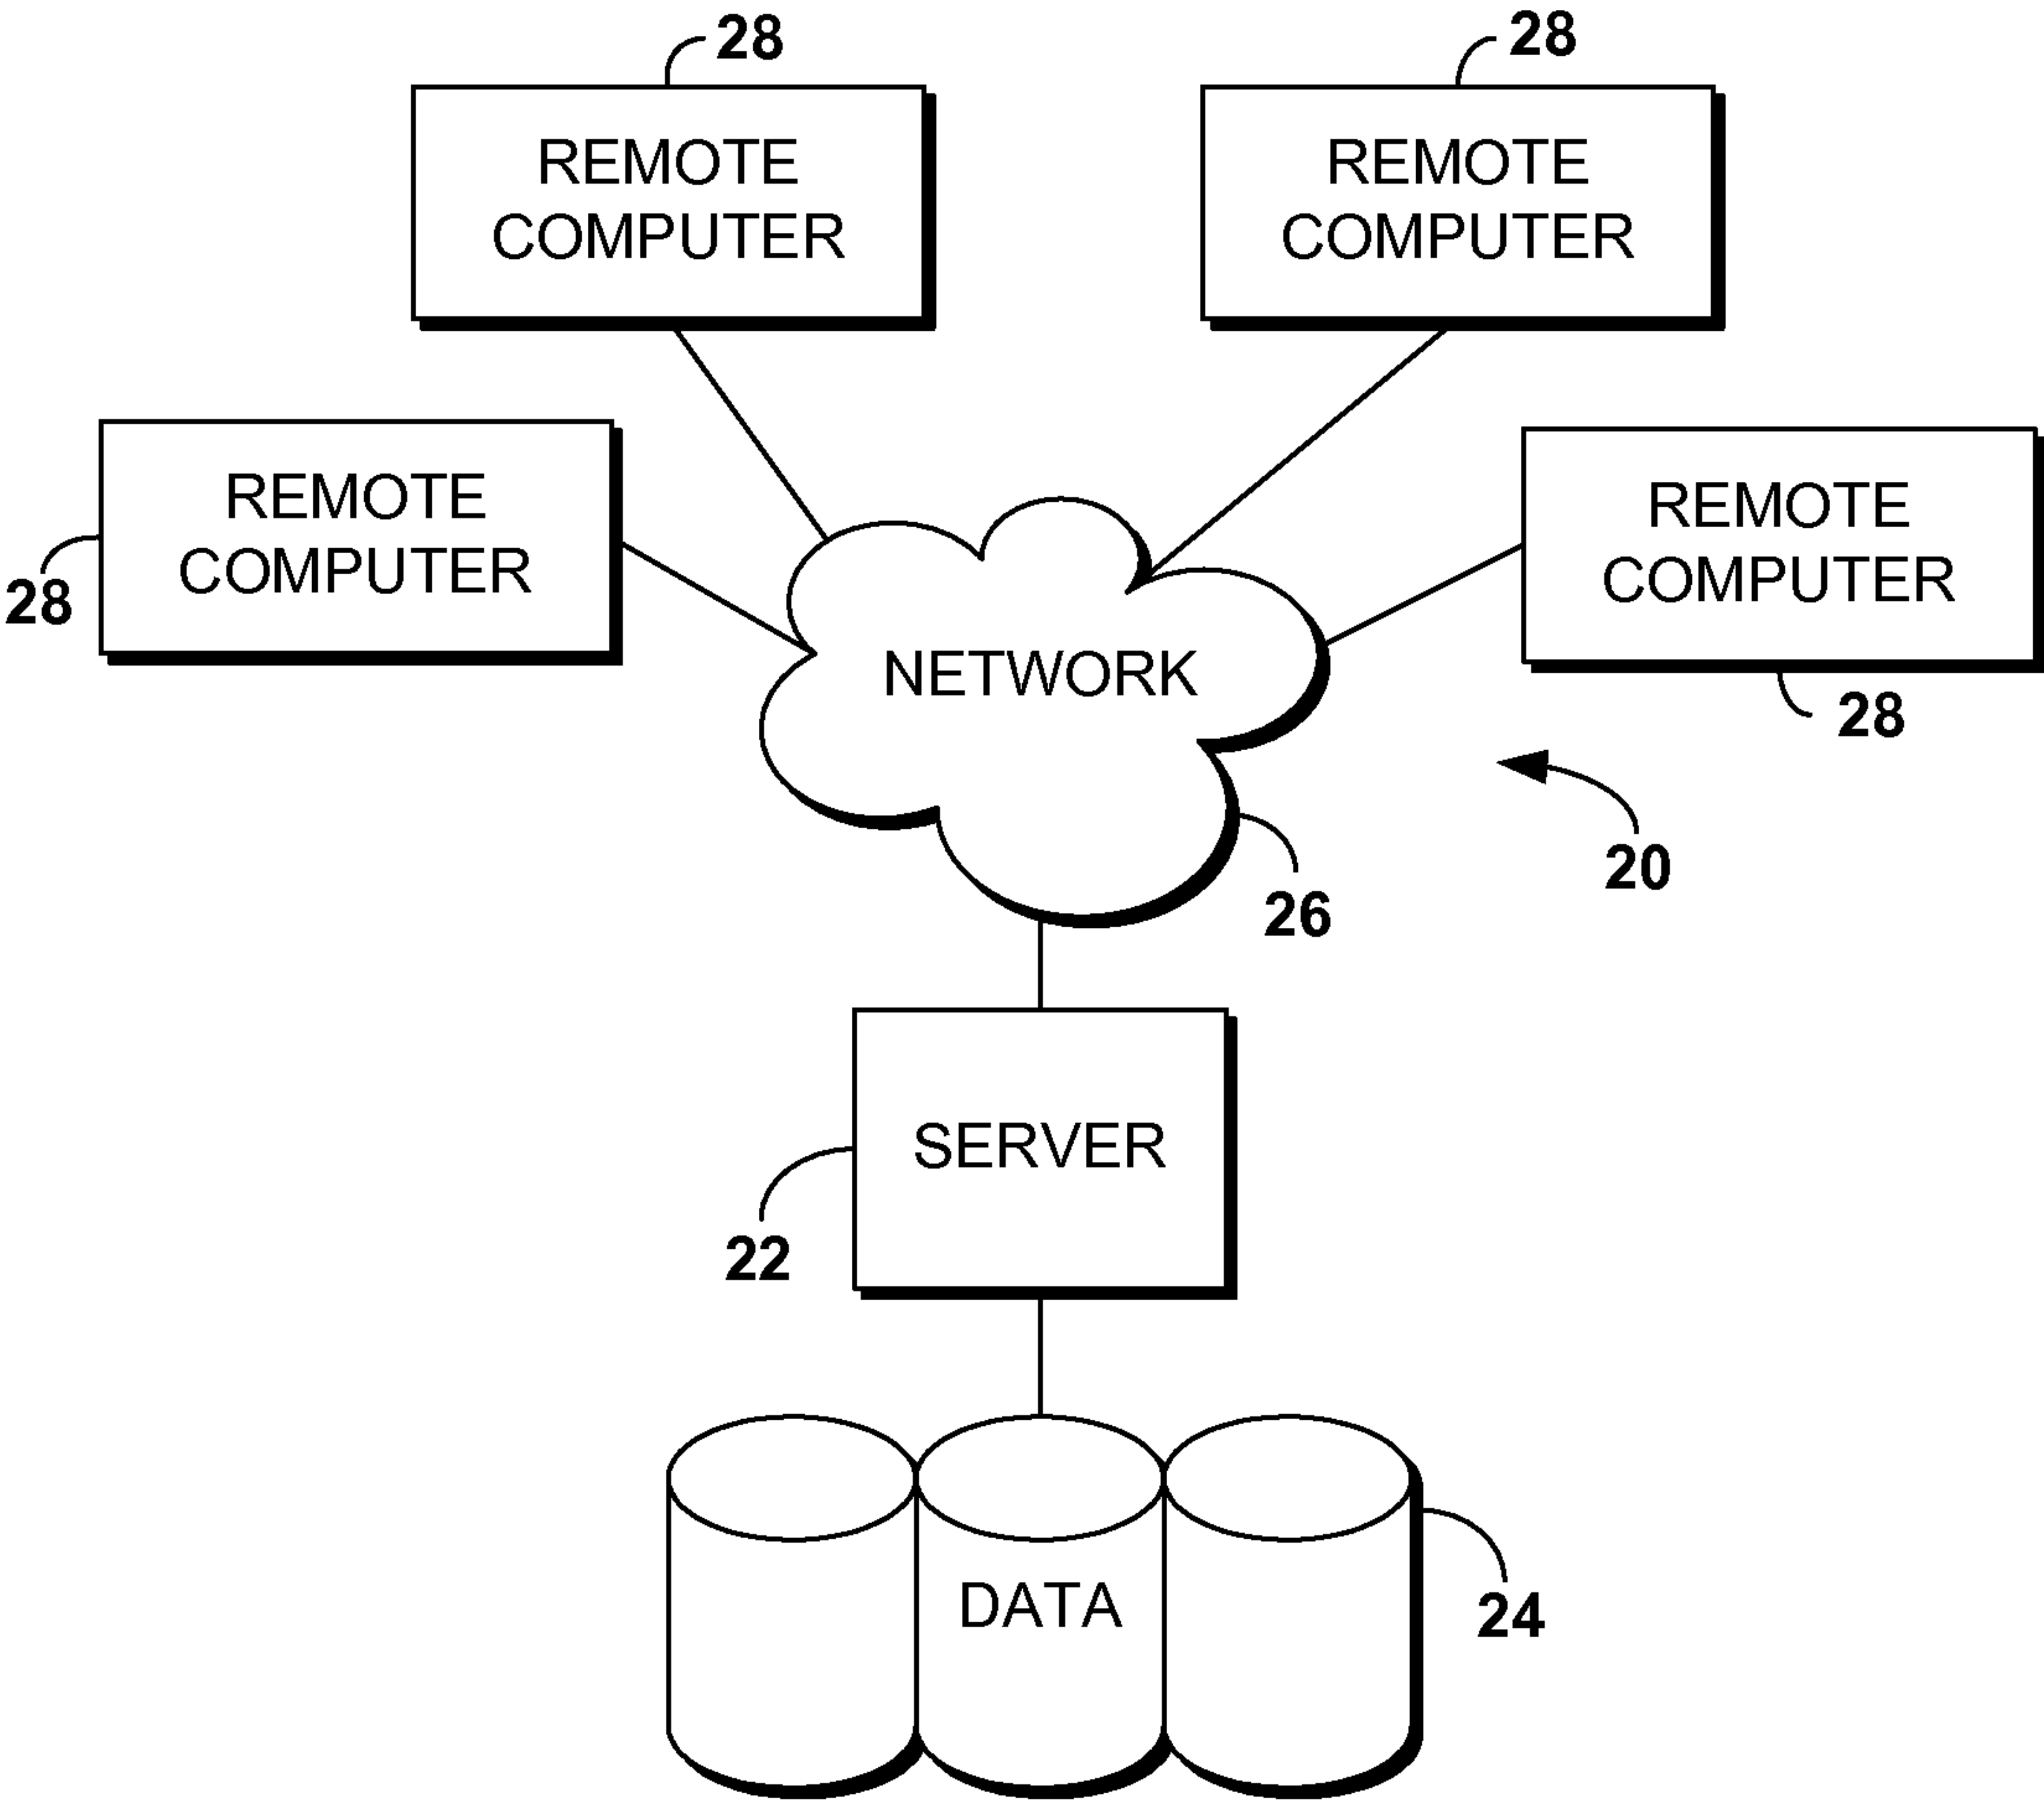 28
28
REMOTE
COMPUTER
REMOTE
COMPUTER
REMOTE
COMPUTER
28
REMOTE
COMPUTER
28
NETWORK
20
26
SERVER
22
DATA
24